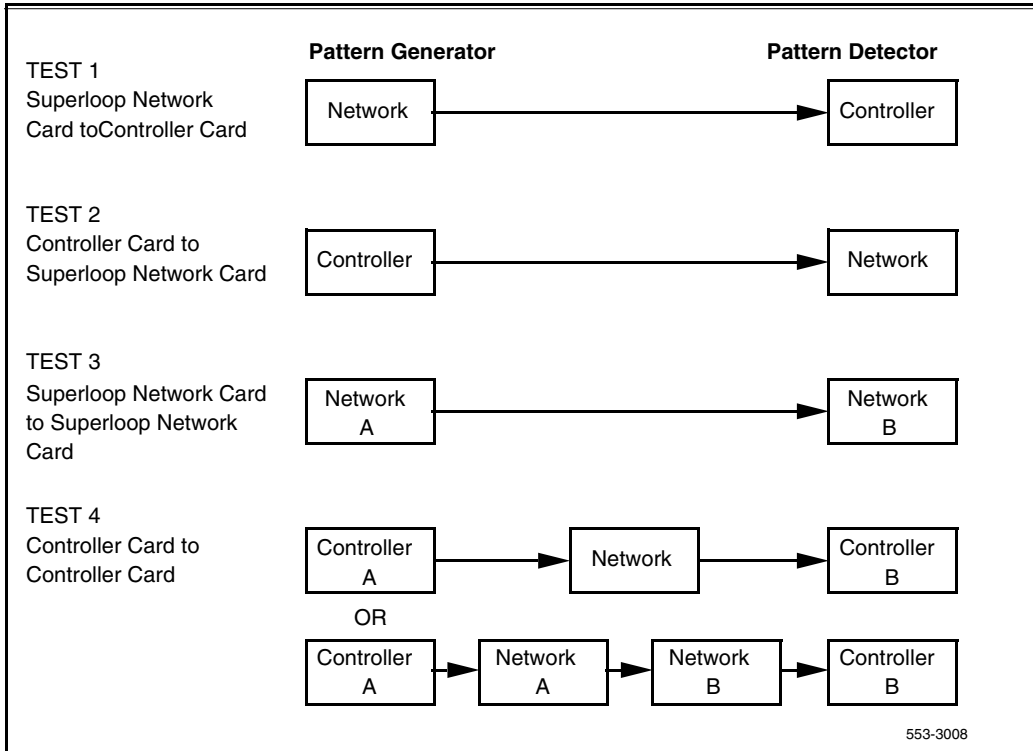 Pattern Generator
Pattern Detector
TEST 1
Superloop Network
Card toController Card
Network
Controller
TEST 2
Controller Card to
Superloop Network Card
Controller
Network
TEST 3
Superloop Network Card
to Superloop Network
Card
Network
A
Network
B
TEST 4
Controller Card to
Controller Card
Controller
A
Network
Controller
B
OR
Controller
A
Network
A
Network
B
Controller
B
553-3008